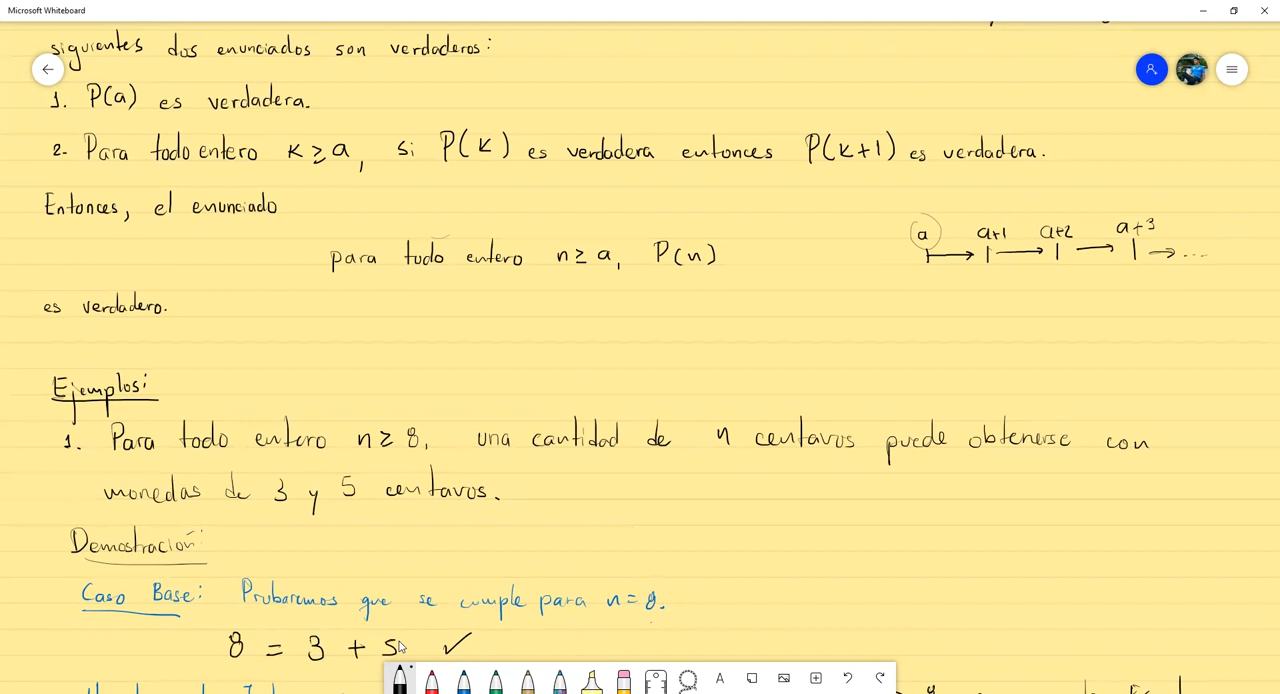 Microsoft Whiteboard
siguientes dos enunciados son verdaderos:
1. P(a) es verdadera.
2- Para todo entero k ≥ a, si P(k) es verdadera entonces P(k+1) es verdadera.
Entonces, el enunciado
a a+1 a+2 a+3
para todo entero n ≥ a, P(n)
...
es verdadero.
Ejemplos:
1. Para todo entero n ≥ 8, una cantidad de n centavos puede obtenerse con
monedas de 3 y 5 centavos.
Demostración:
Caso Base: Probaremos que se cumple para n = 8.
8 = 3 + 5 ✓
A